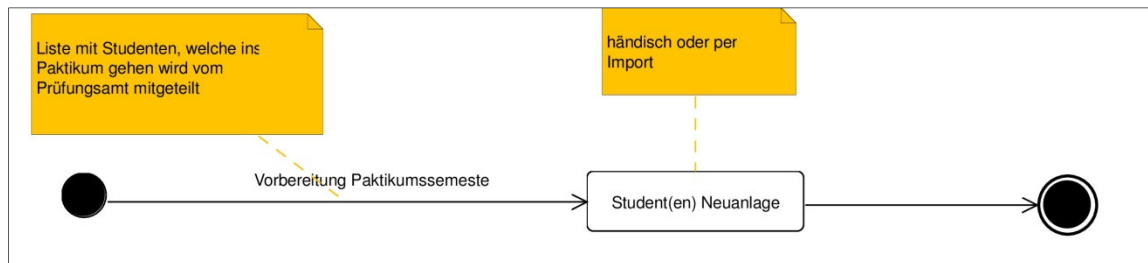 Liste mit Studenten, welche ins
Paktikum gehen wird vom
Prüfungsamt mitgeteilt
händisch oder per
Import
Vorbereitung Paktikumssemeste
Student(en) Neuanlage